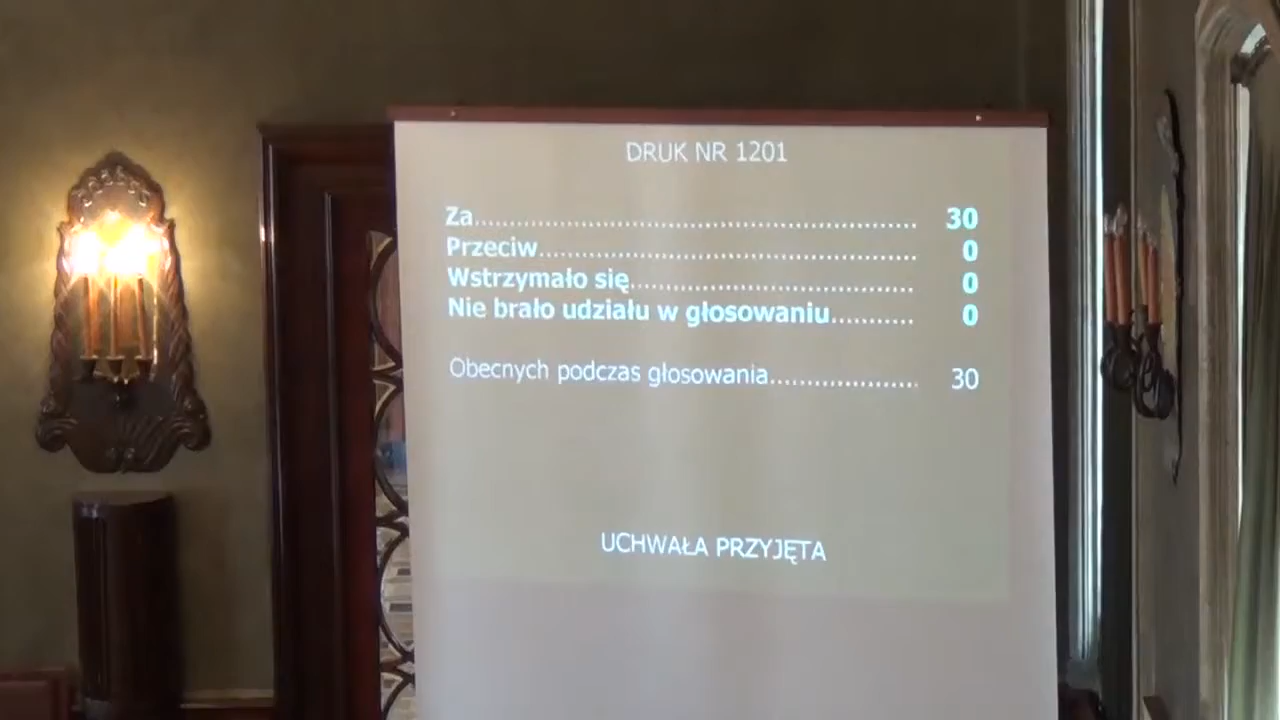 DRUK NR 1201
Za............................................................ 30
Przeciw................................................... 0
Wstrzymało się...................................... 0
Nie brało udziału w głosowaniu.......... 0
Obecnych podczas głosowania.................... 30
UCHWAŁA PRZYJĘTA